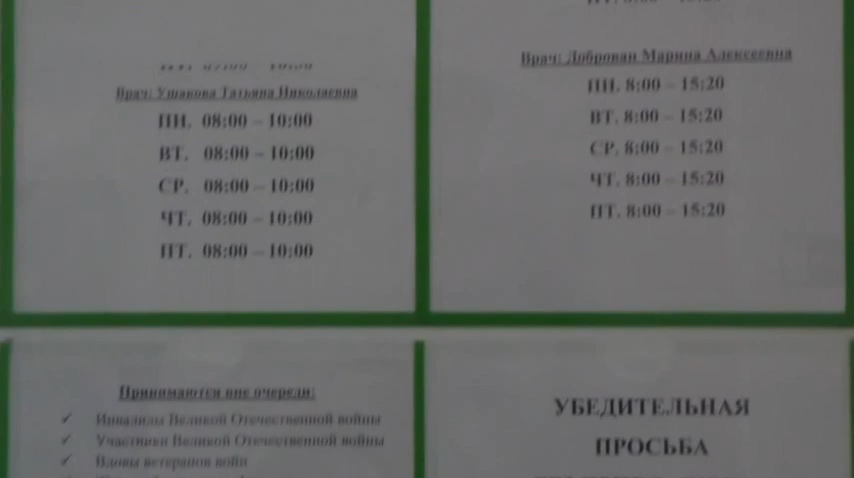 Врач: Ушакова Татьяна Николаевна
ПН. 08:00 – 10:00
ВТ. 08:00 – 10:00
СР. 08:00 – 10:00
ЧТ. 08:00 – 10:00
ПТ. 08:00 – 10:00
Врач: Доброван Марина Алексеевна
ПН. 8:00 – 15:20
ВТ. 8:00 – 15:20
СР. 8:00 – 15:20
ЧТ. 8:00 – 15:20
ПТ. 8:00 – 15:20
Принимаются вне очереди:
✓ Инвалиды Великой Отечественной войны
✓ Участники Великой Отечественной войны
✓ Вдовы ветеранов войн
УБЕДИТЕЛЬНАЯ
ПРОСЬБА